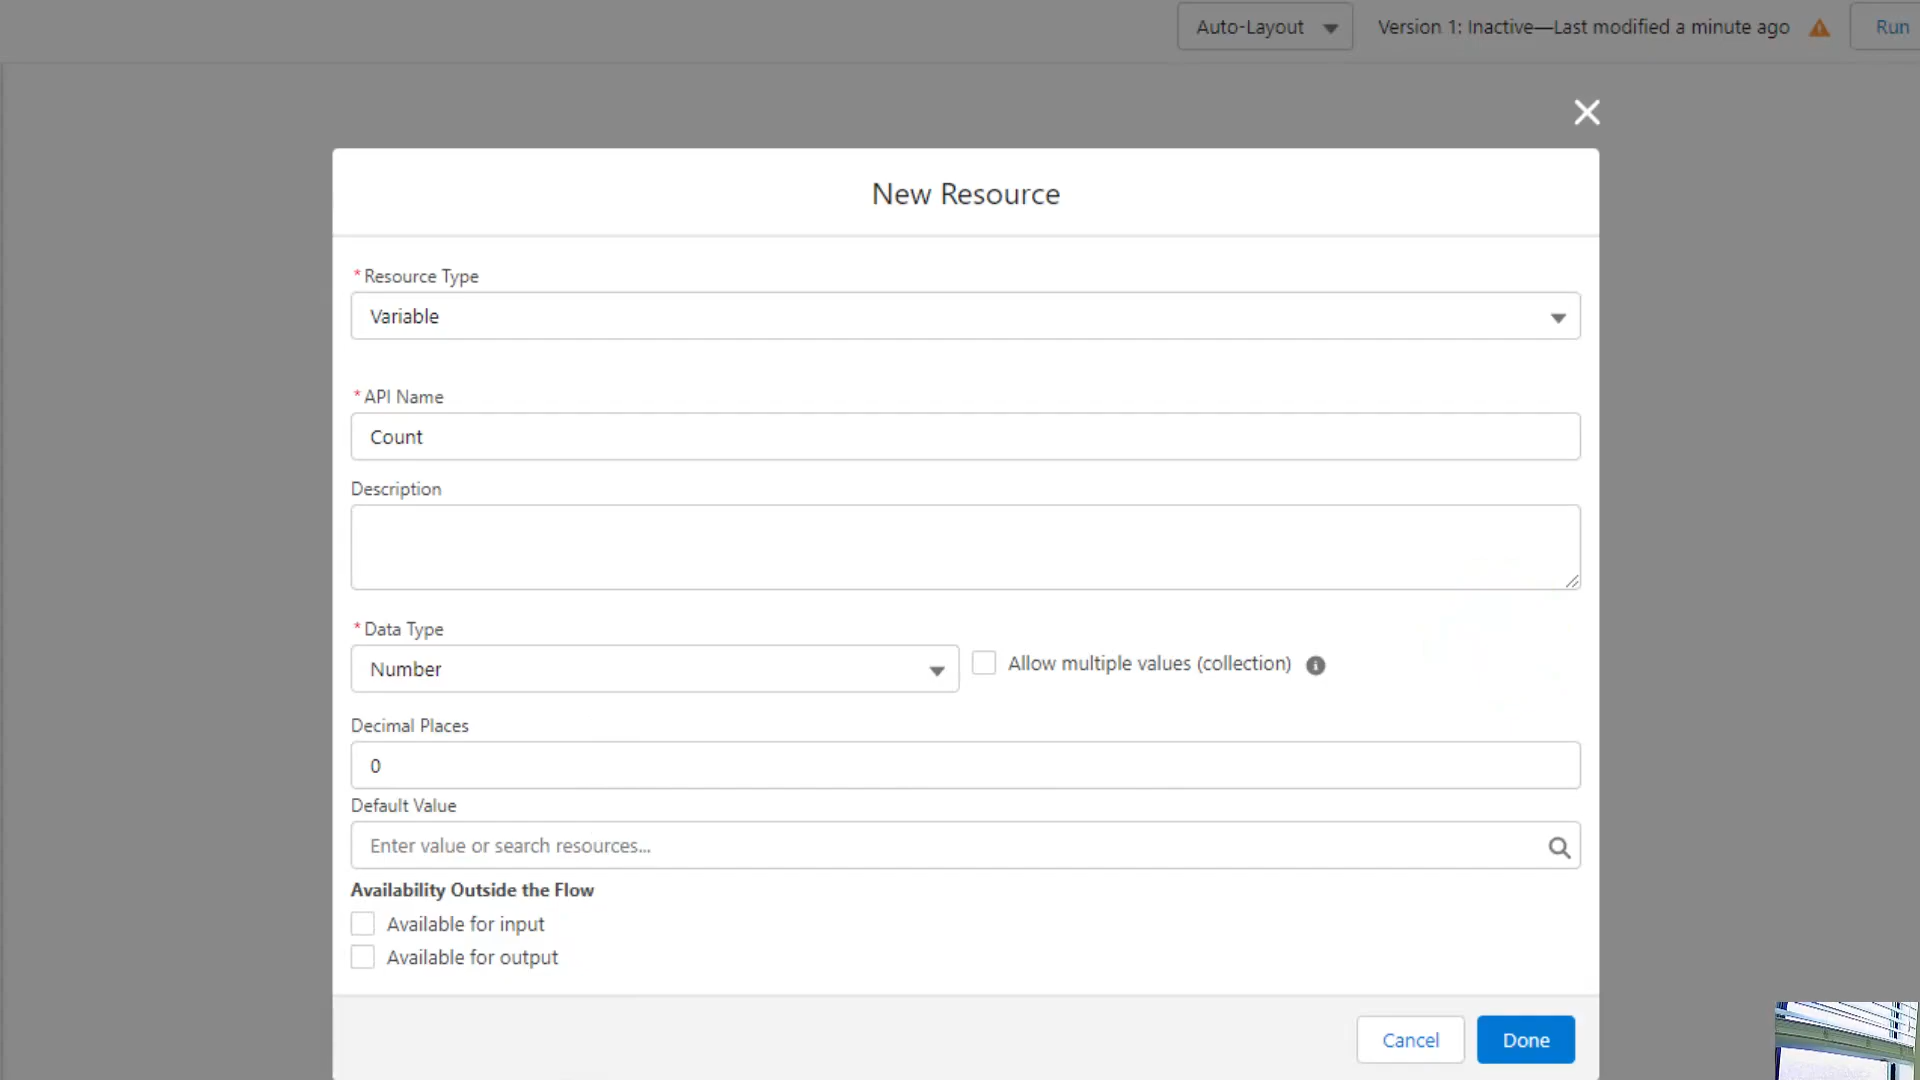 Auto-Layout
Version 1: Inactive—Last modified a minute ago
Run
New Resource
* Resource Type
Variable
* API Name
Count
Description
* Data Type
Number
Allow multiple values (collection)
Decimal Places
0
Default Value
Enter value or search resources...
Availability Outside the Flow
Available for input
Available for output
Cancel
Done